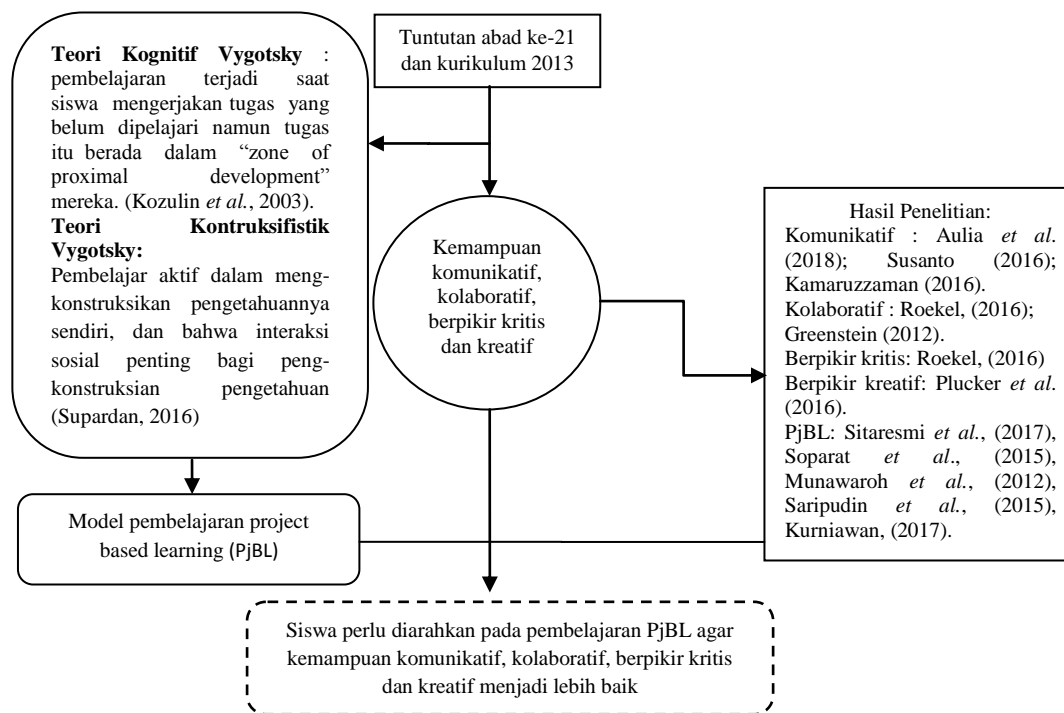 Tuntutan abad ke-21
dan kurikulum 2013
Teori Kognitif Vygotsky :
pembelajaran terjadi saat
siswa mengerjakan tugas yang
belum dipelajari namun tugas
itu berada dalam “zone of
proximal development”
mereka. (Kozulin et al., 2003).
Teori Kontruksifistik
Vygotsky:
Pembelajar aktif dalam meng-
konstruksikan pengetahuannya
sendiri, dan bahwa interaksi
sosial penting bagi peng-
konstruksian pengetahuan
(Supardan, 2016)
Kemampuan
komunikatif,
kolaboratif,
berpikir kritis
dan kreatif
Hasil Penelitian:
Komunikatif : Aulia et al.
(2018); Susanto (2016);
Kamaruzzaman (2016).
Kolaboratif : Roekel, (2016);
Greenstein (2012).
Berpikir kritis: Roekel, (2016)
Berpikir kreatif: Plucker et al.
(2016).
PjBL: Sitaresmi et al., (2017),
Soparat et al., (2015),
Munawaroh et al., (2012),
Saripudin et al., (2015),
Kurniawan, (2017).
Model pembelajaran project
based learning (PjBL)
Siswa perlu diarahkan pada pembelajaran PjBL agar
kemampuan komunikatif, kolaboratif, berpikir kritis
dan kreatif menjadi lebih baik